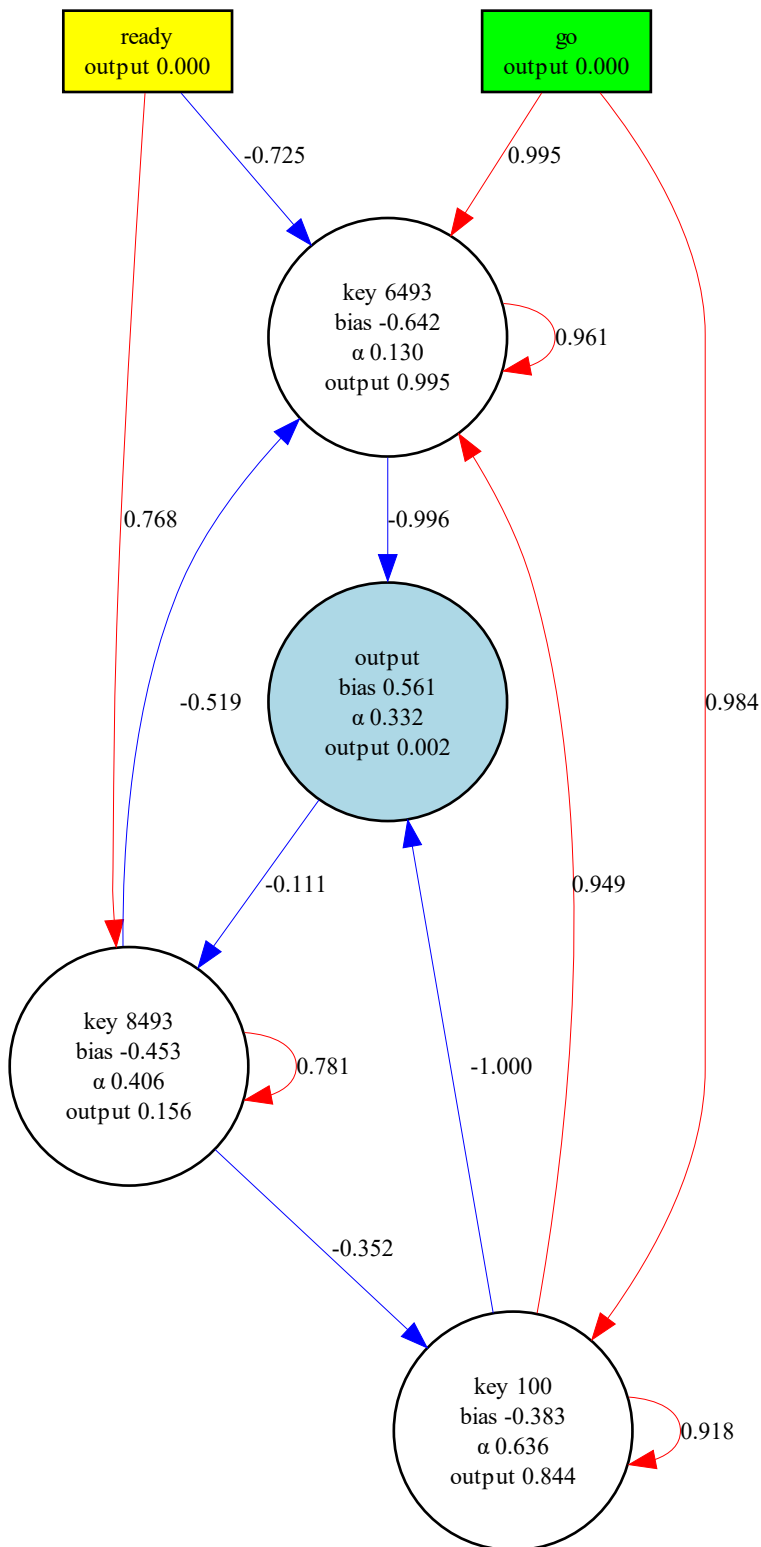 ready
output 0.000
go
output 0.000
-0.725
0.995
key 6493
bias -0.642
α 0.130
output 0.995
0.961
0.768
-0.996
output
bias 0.561
α 0.332
output 0.002
-0.519
0.984
-0.111
0.949
key 8493
bias -0.453
α 0.406
output 0.156
0.781
-1.000
-0.352
key 100
bias -0.383
α 0.636
output 0.844
0.918